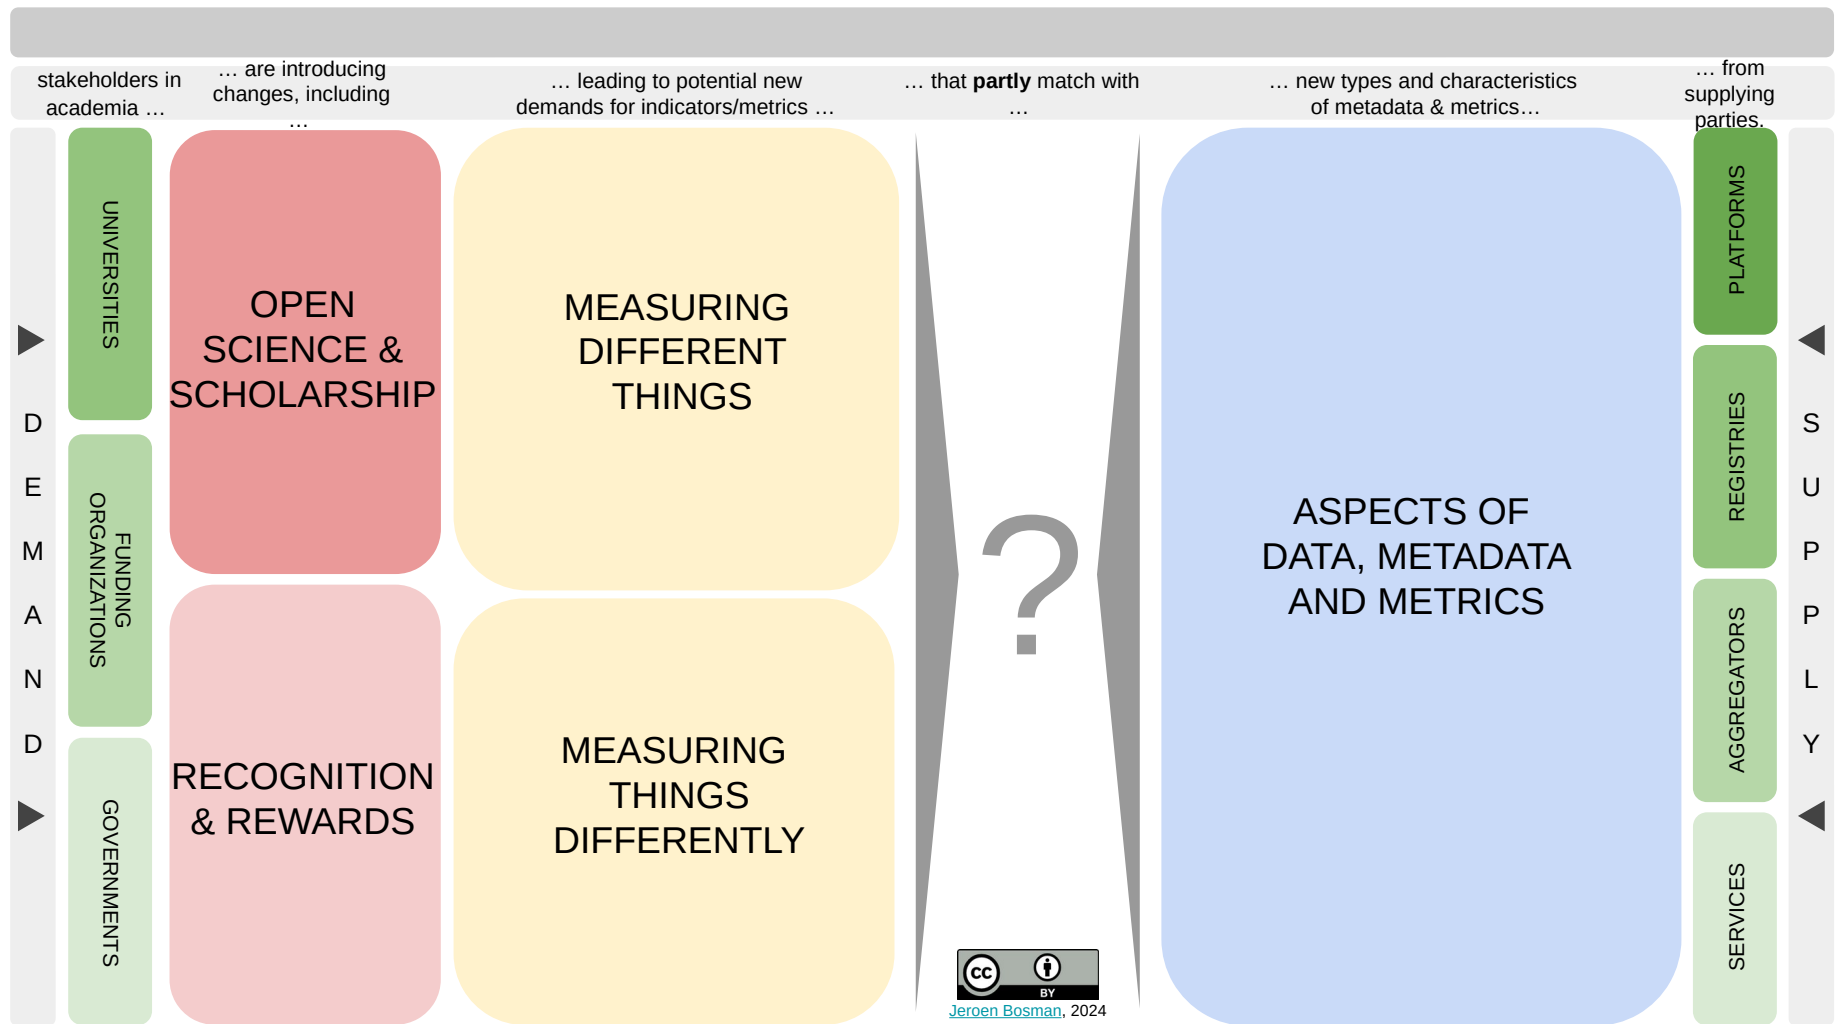 stakeholders in
academia …
… are introducing
changes, including
…
… leading to potential new
demands for indicators/metrics …
… that partly match with
…
… new types and characteristics
of metadata & metrics…
… from
supplying
parties.
D
E
M
A
N
D
UNIVERSITIES
FUNDING
ORGANIZATIONS
GOVERNMENTS
OPEN
SCIENCE &
SCHOLARSHIP
RECOGNITION
& REWARDS
MEASURING
DIFFERENT
THINGS
MEASURING
THINGS
DIFFERENTLY
?
cc
BY
Jeroen Bosman, 2024
ASPECTS OF
DATA, METADATA
AND METRICS
PLATFORMS
REGISTRIES
AGGREGATORS
SERVICES
S
U
P
P
L
Y